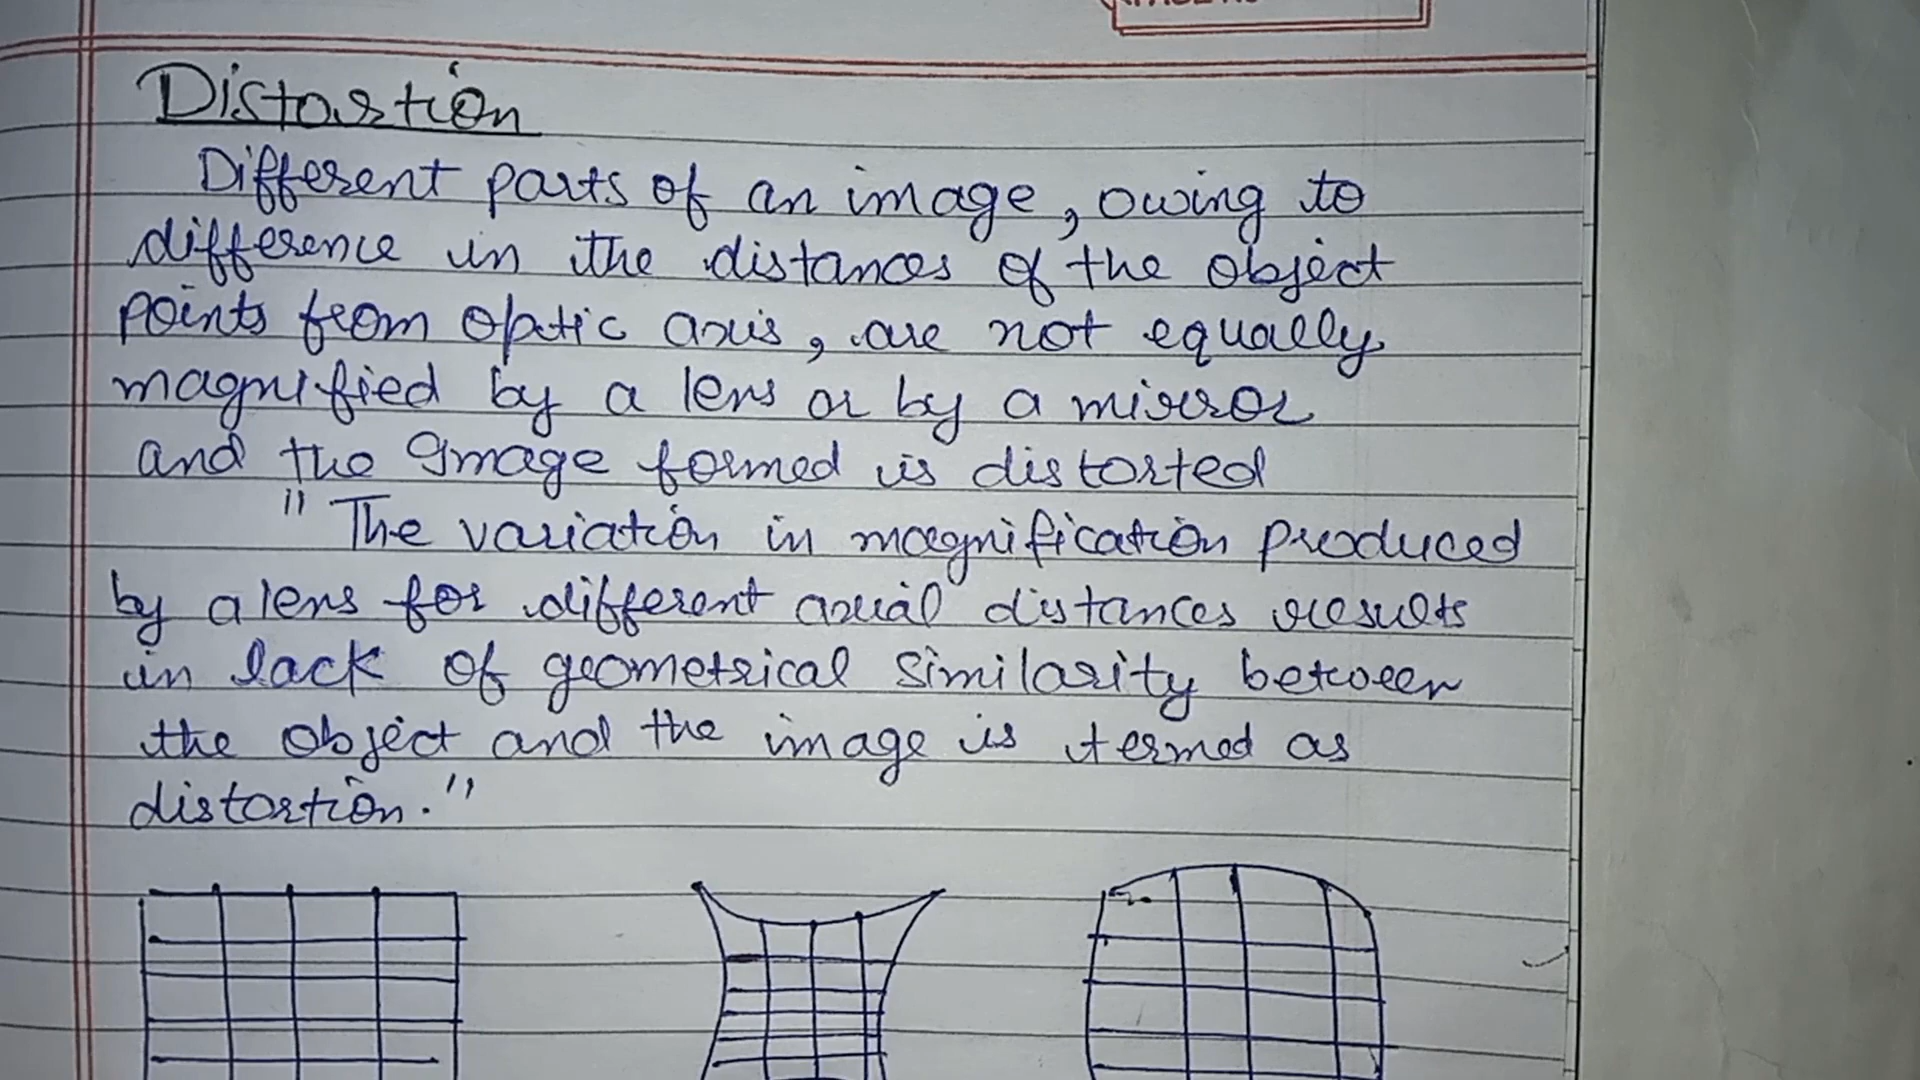 Distortion
Different parts of an image, owing to
difference in the distances of the object
points from optic axis, are not equally
magnified by a lens or by a mirror
and the Image formed is distorted
"The variation in magnification produced
by a lens for different axial distances results
in lack of geometrical similarity between
the object and the image is termed as
distortion."